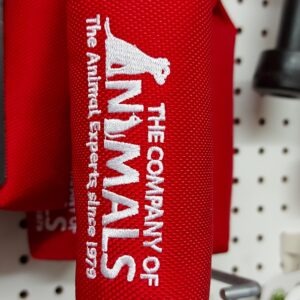 THE COMPANY OF
ANIMALS
The Animal Experts since 1979